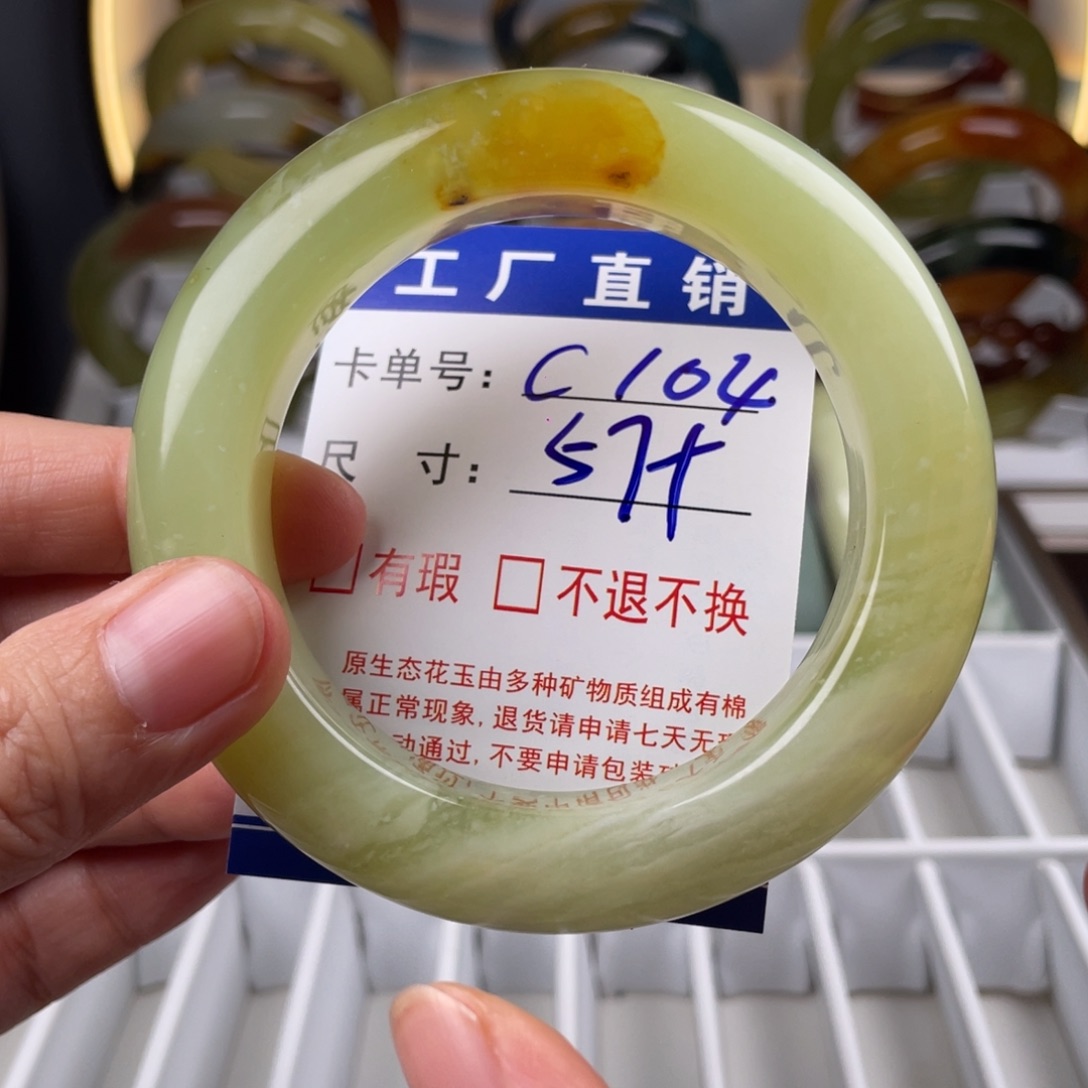 工厂直销
卡单号: C104
尺 寸: 57+
有瑕 不退不换
原生态花玉由多种矿物质组成有棉
属正常现象, 退货请申请七天无
动通过, 不要申请包装